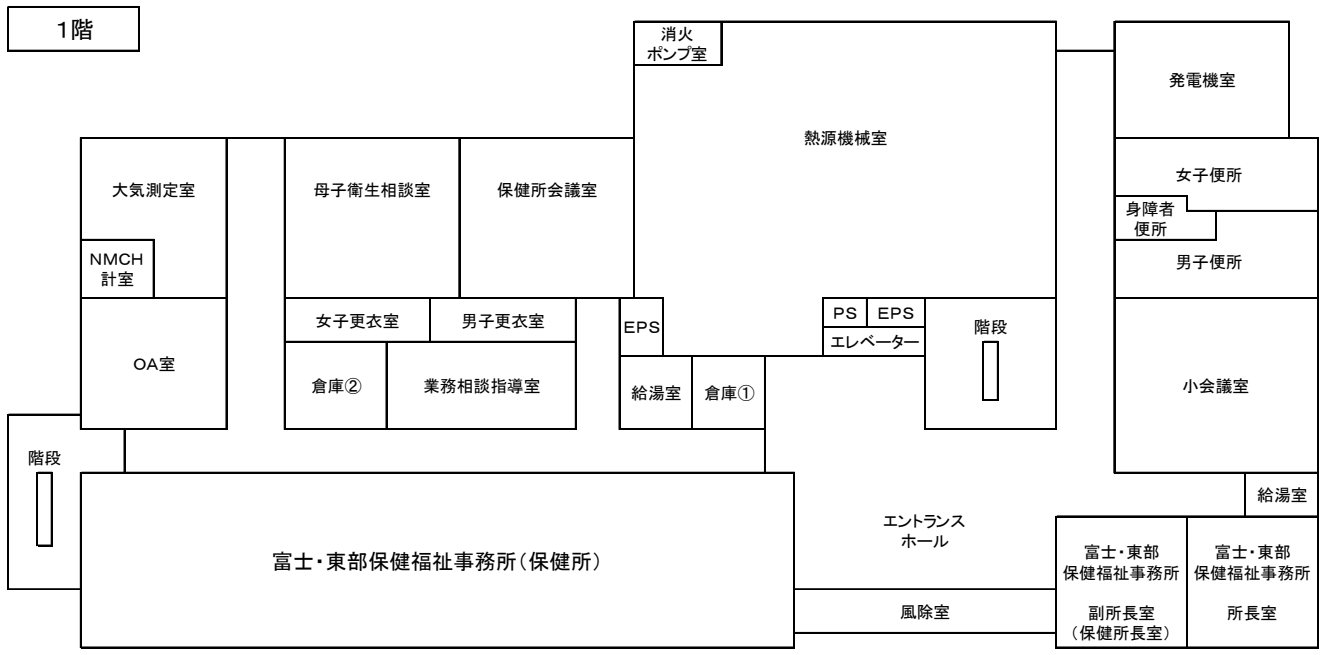 1階
消火
ポンプ室
発電機室
熱源機械室
女子便所
大気測定室
母子衛生相談室
保健所会議室
身障者
便所
NMCH
計室
男子便所
女子更衣室
男子更衣室
EPS
PS
EPS
階段
エレベーター
OA室
倉庫②
業務相談指導室
給湯室
倉庫①
小会議室
階段
給湯室
エントランス
ホール
富士・東部保健福祉事務所(保健所)
富士・東部
保健福祉事務所
副所長室
(保健所長室)
富士・東部
保健福祉事務所
所長室
風除室